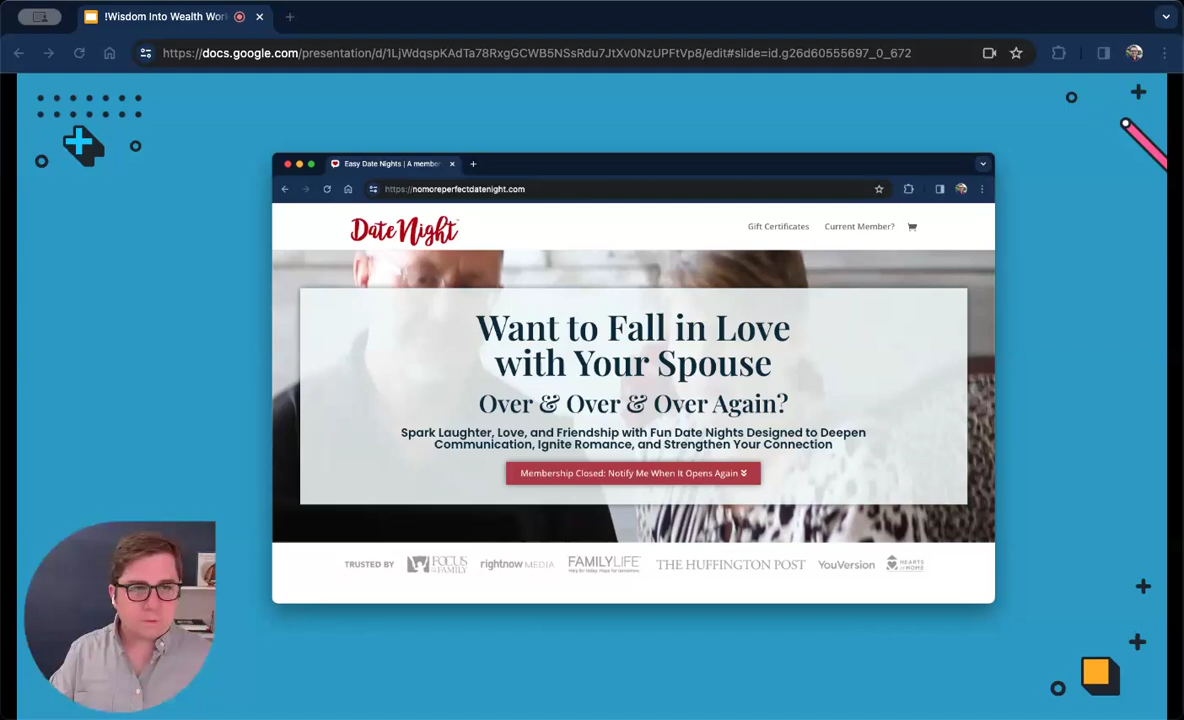 !Wisdom Into Wealth Wor
https://docs.google.com/presentation/d/1LjWdqspKAdTa78RxgGCWB5NSsRdu7JtXv0NzUPFtVp8/edit#slide=id.g26d60555697_0_672
Easy Date Nights | A member
https://nomoreperfectdatenight.com
Date Night
Gift Certificates Current Member?
Want to Fall in Love
with Your Spouse
Over & Over & Over Again?
Spark Laughter, Love, and Friendship with Fun Date Nights Designed to Deepen
Communication, Ignite Romance, and Strengthen Your Connection
Membership Closed: Notify Me When It Opens Again
TRUSTED BY FOCUS FAMILY rightnow MEDIA FAMILYLIFE THE HUFFINGTON POST YouVersion HEARTS at HOME